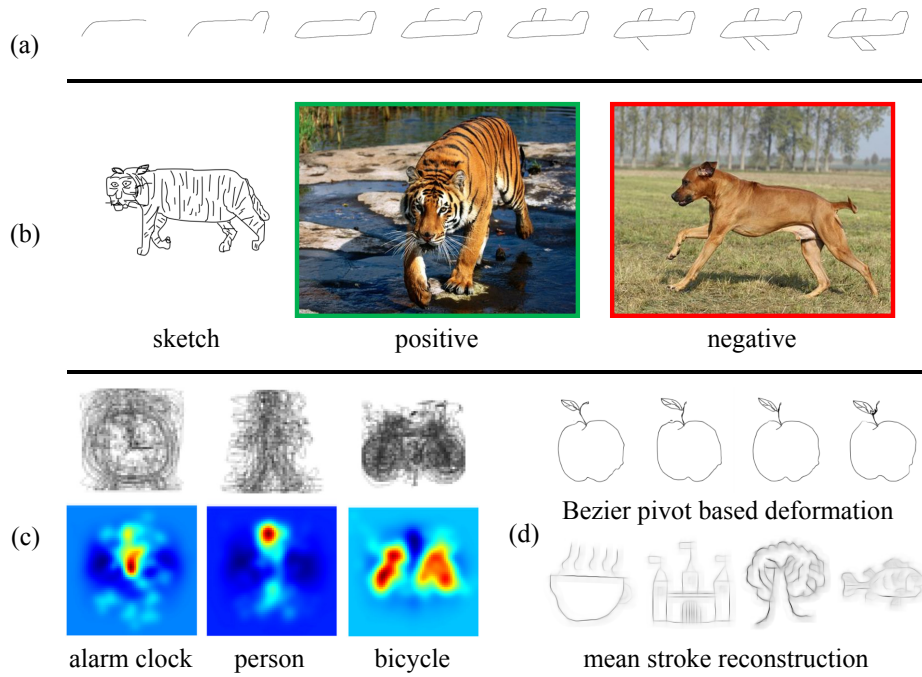 (a)
(b)
sketch positive negative
(c)
alarm clock person bicycle
(d)
Bezier pivot based deformation
mean stroke reconstruction